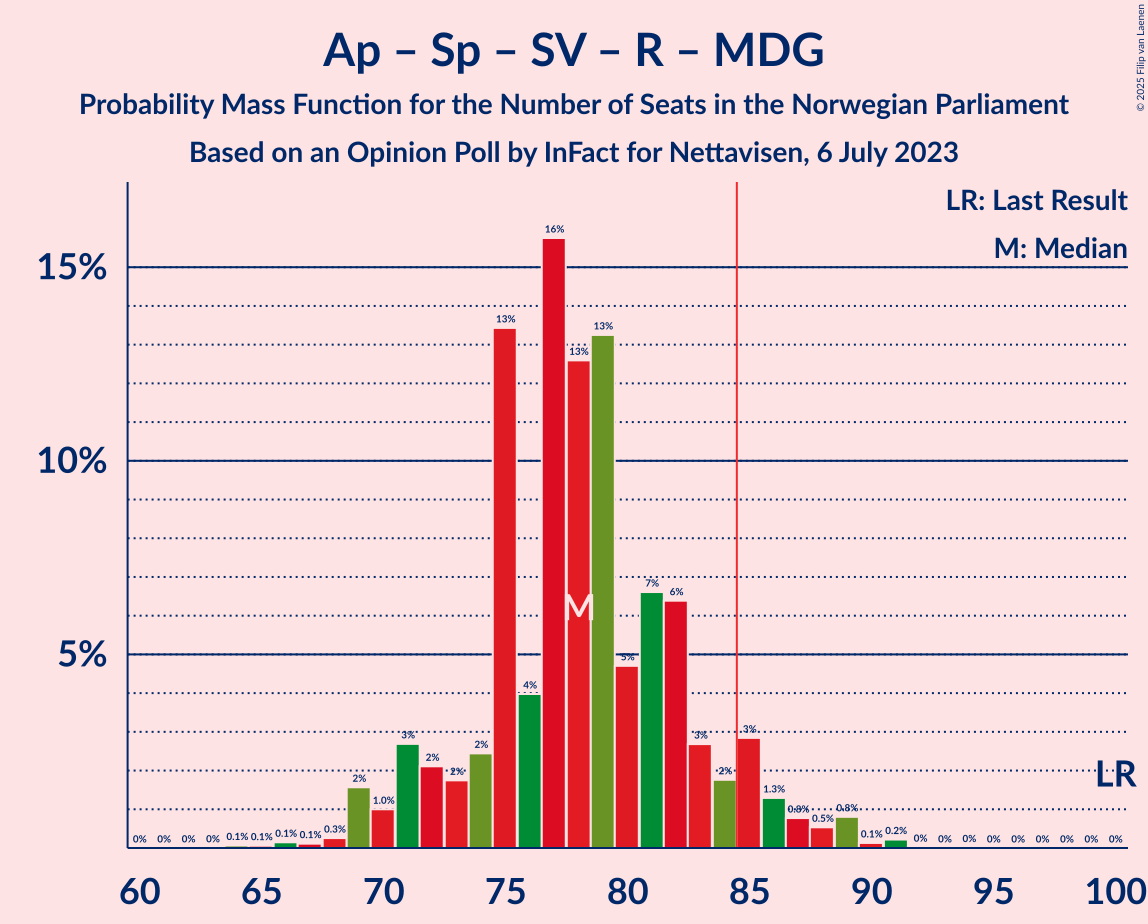 Ap – Sp – SV – R – MDG
Probability Mass Function for the Number of Seats in the Norwegian Parliament
Based on an Opinion Poll by InFact for Nettavisen, 6 July 2023
© 2025 Filip van Laenen
LR: Last Result
M: Median
15%
10%
5%
0% 0% 0% 0% 0.1% 0.1% 0.1% 0.1% 0.3% 2% 1.0% 3% 2% 2% 2% 13% 4% 16% 13% 13% 5% 7% 6% 3% 2% 3% 1.3% 0.8% 0.5% 0.8% 0.1% 0.2% 0% 0% 0% 0% 0% 0% 0% 0% 0%
M
LR
60 65 70 75 80 85 90 95 100